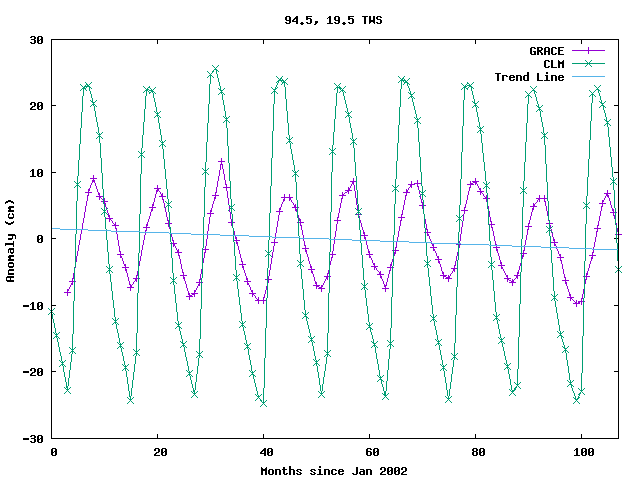 94.5, 19.5 TWS
GRACE
CLM
Trend Line
30
20
10
0
-10
-20
-30
Anomaly (cm)
0 20 40 60 80 100
Months since Jan 2002